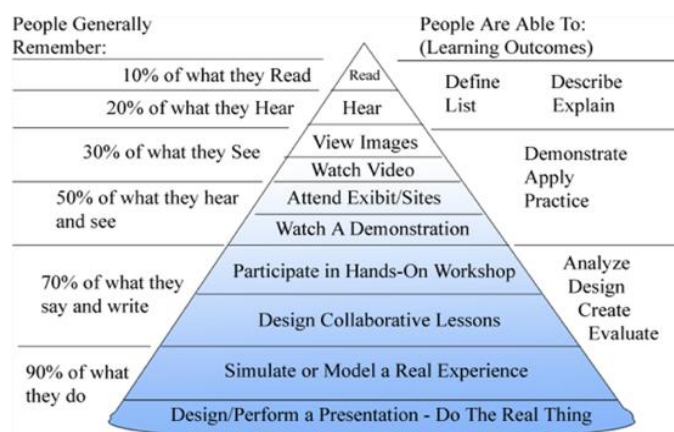 People Generally
Remember:
People Are Able To:
(Learning Outcomes)
10% of what they Read
Read
Define
Describe
List
Explain
20% of what they Hear
Hear
30% of what they See
View Images
Watch Video
Demonstrate
Apply
Practice
50% of what they hear
and see
Attend Exibit/Sites
Watch A Demonstration
70% of what they
say and write
Participate in Hands-On Workshop
Design Collaborative Lessons
Analyze
Design
Create
Evaluate
90% of what
they do
Simulate or Model a Real Experience
Design/Perform a Presentation - Do The Real Thing